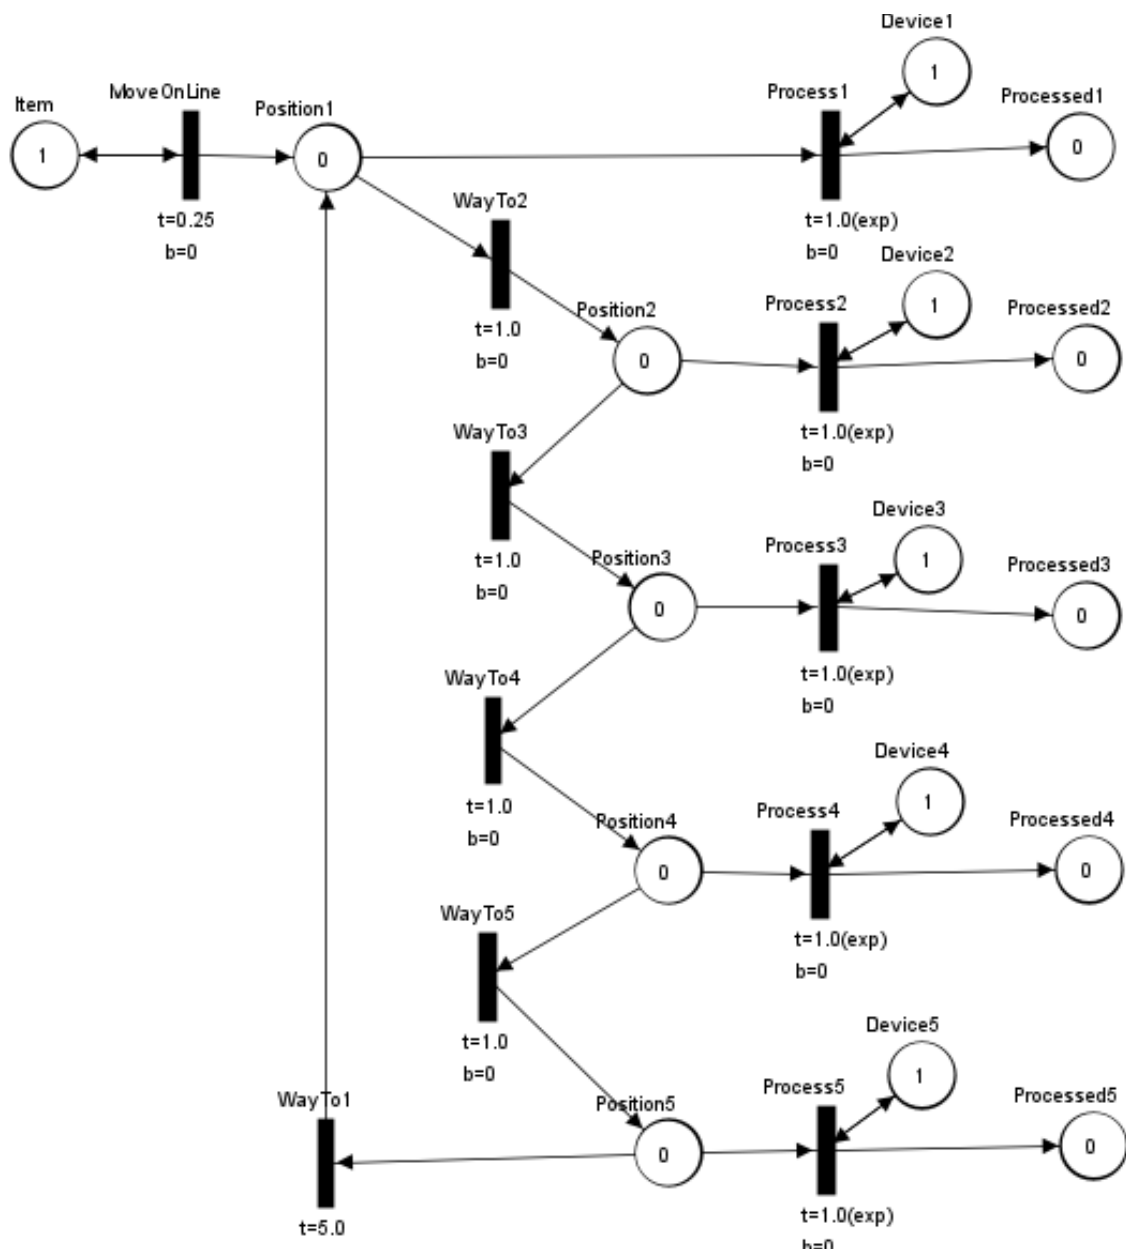 Device1
1
Item
1
MoveOnLine
t=0.25
b=0
Position1
0
Process1
t=1.0(exp)
b=0
Processed1
0
WayTo2
t=1.0
b=0
Device2
1
Position2
0
Process2
t=1.0(exp)
b=0
Processed2
0
WayTo3
t=1.0
b=0
Device3
1
Position3
0
Process3
t=1.0(exp)
b=0
Processed3
0
WayTo4
t=1.0
b=0
Device4
1
Position4
0
Process4
t=1.0(exp)
b=0
Processed4
0
WayTo5
t=1.0
b=0
Device5
1
Position5
0
Process5
t=1.0(exp)
b=0
Processed5
0
WayTo1
t=5.0